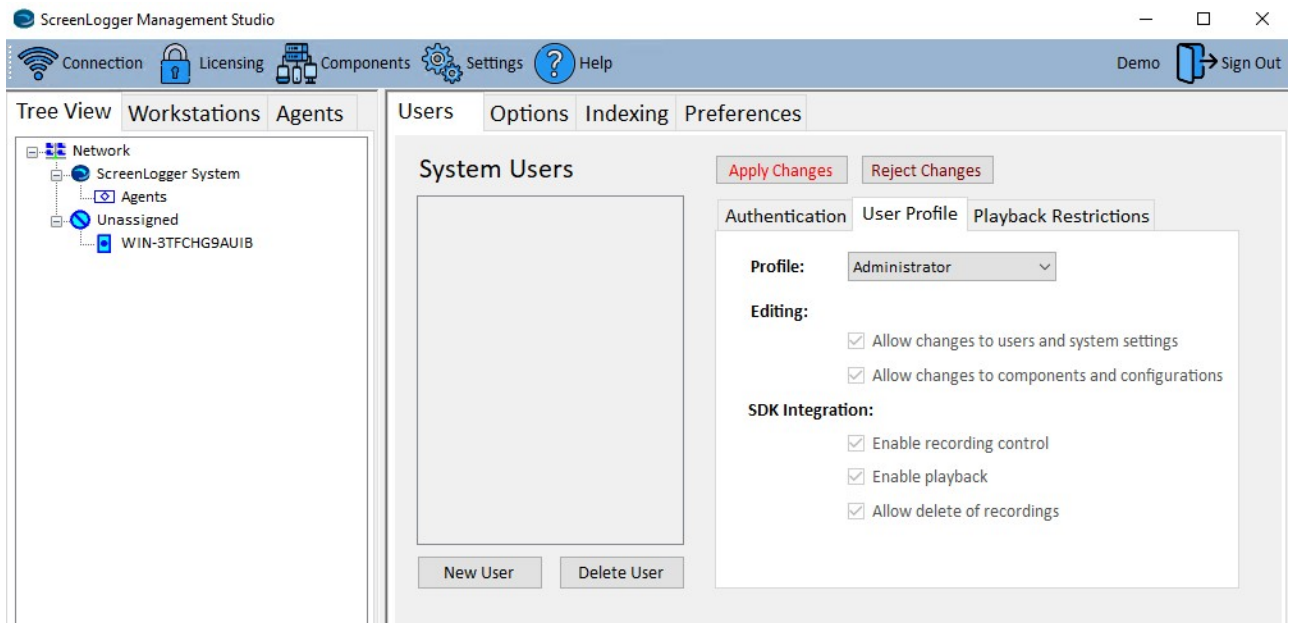 ScreenLogger Management Studio
Connection Licensing Components Settings ? Help Demo Sign Out
Tree View Workstations Agents
Network
ScreenLogger System
Agents
Unassigned
WIN-3TFCHG9AUIB
Users Options Indexing Preferences
System Users
Apply Changes Reject Changes
Authentication User Profile Playback Restrictions
Profile: Administrator
Editing:
Allow changes to users and system settings
Allow changes to components and configurations
SDK Integration:
Enable recording control
Enable playback
Allow delete of recordings
New User Delete User